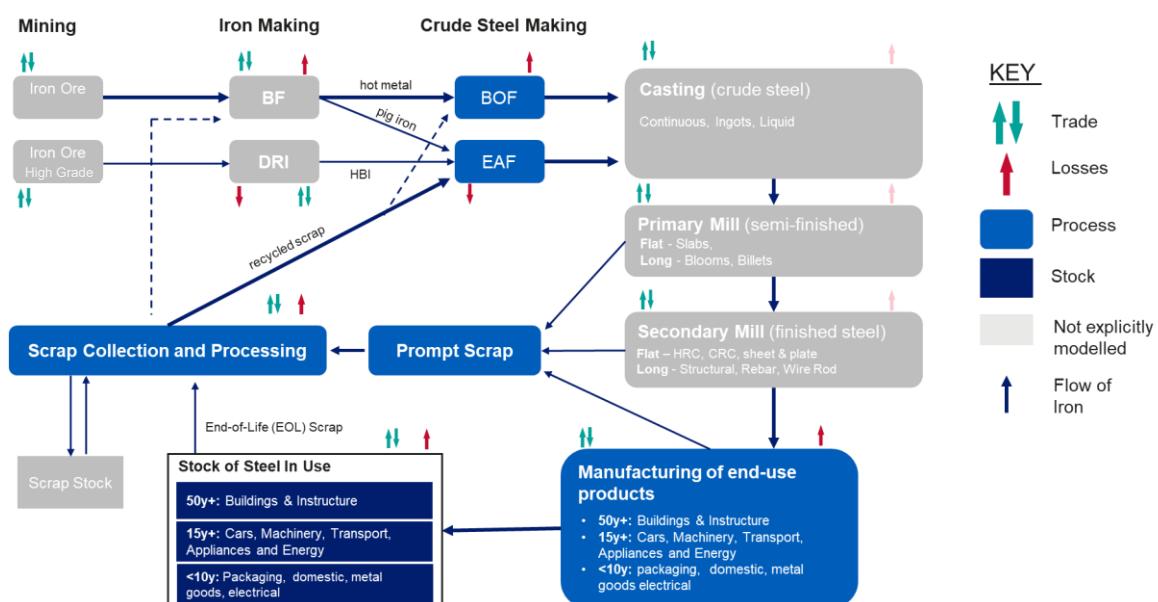 Mining
Iron Making
Crude Steel Making
Iron Ore
BF
hot metal
pig iron
BOF
Casting (crude steel)
Continuous, Ingots, Liquid
Iron Ore
High Grade
DRI
HBI
EAF
recycled scrap
Primary Mill (semi-finished)
Flat - Slabs,
Long - Blooms, Billets
Secondary Mill (finished steel)
Flat – HRC, CRC, sheet & plate
Long - Structural, Rebar, Wire Rod
Scrap Collection and Processing
Prompt Scrap
End-of-Life (EOL) Scrap
Scrap Stock
Stock of Steel In Use
50y+: Buildings & Instructure
15y+: Cars, Machinery, Transport,
Appliances and Energy
<10y: Packaging, domestic, metal
goods, electrical
Manufacturing of end-use
products
• 50y+: Buildings & Instructure
• 15y+: Cars, Machinery, Transport,
Appliances and Energy
• <10y: packaging, domestic, metal
goods electrical
KEY
Trade
Losses
Process
Stock
Not explicitly
modelled
Flow of
Iron